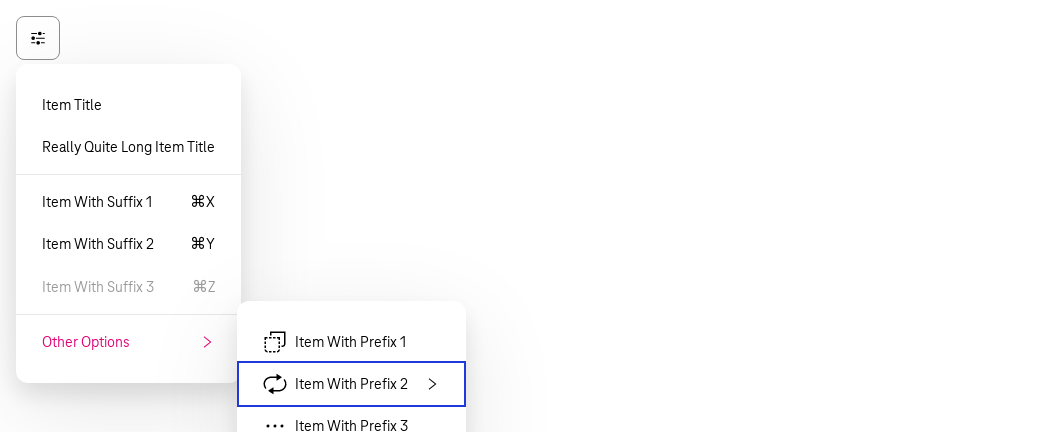 Item Title
Really Quite Long Item Title
Item With Suffix 1 ⌘X
Item With Suffix 2 ⌘Y
Item With Suffix 3 ⌘Z
Other Options
Item With Prefix 1
Item With Prefix 2
Item With Prefix 3